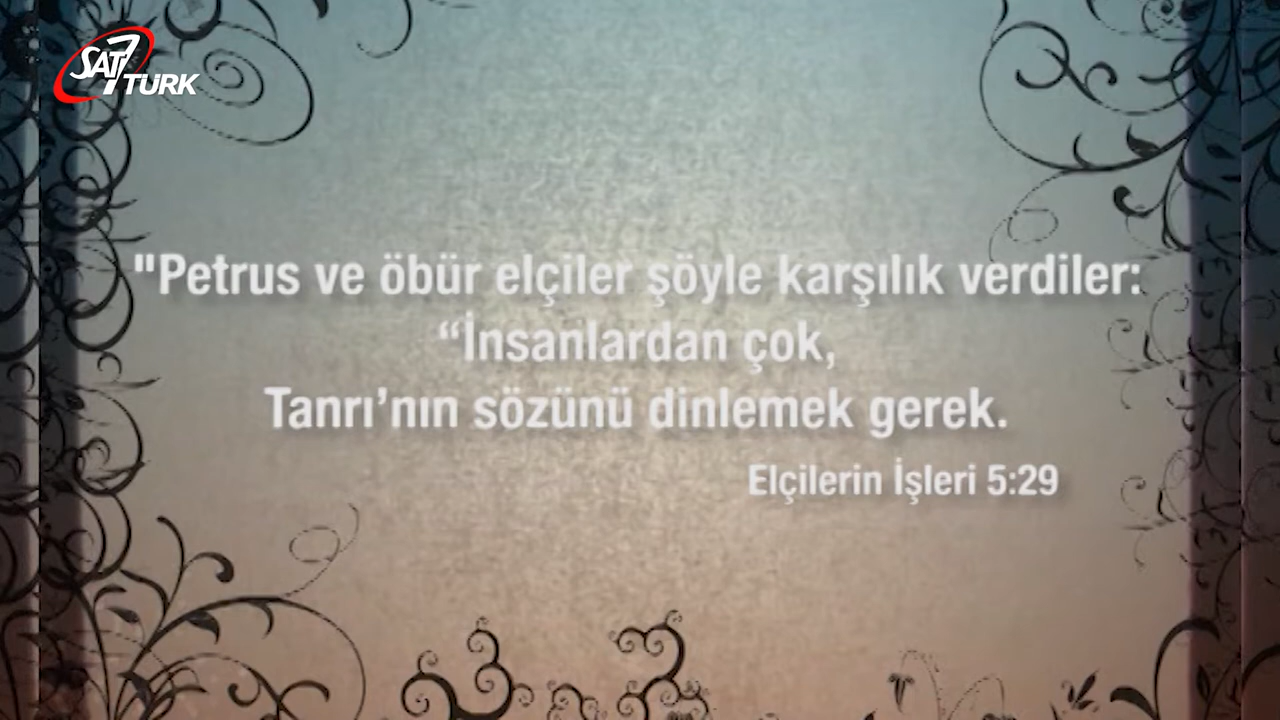 SAT7
TÜRK
"Petrus ve öbür elçiler şöyle karşılık verdiler:
“İnsanlardan çok,
Tanrı’nın sözünü dinlemek gerek.
Elçilerin İşleri 5:29